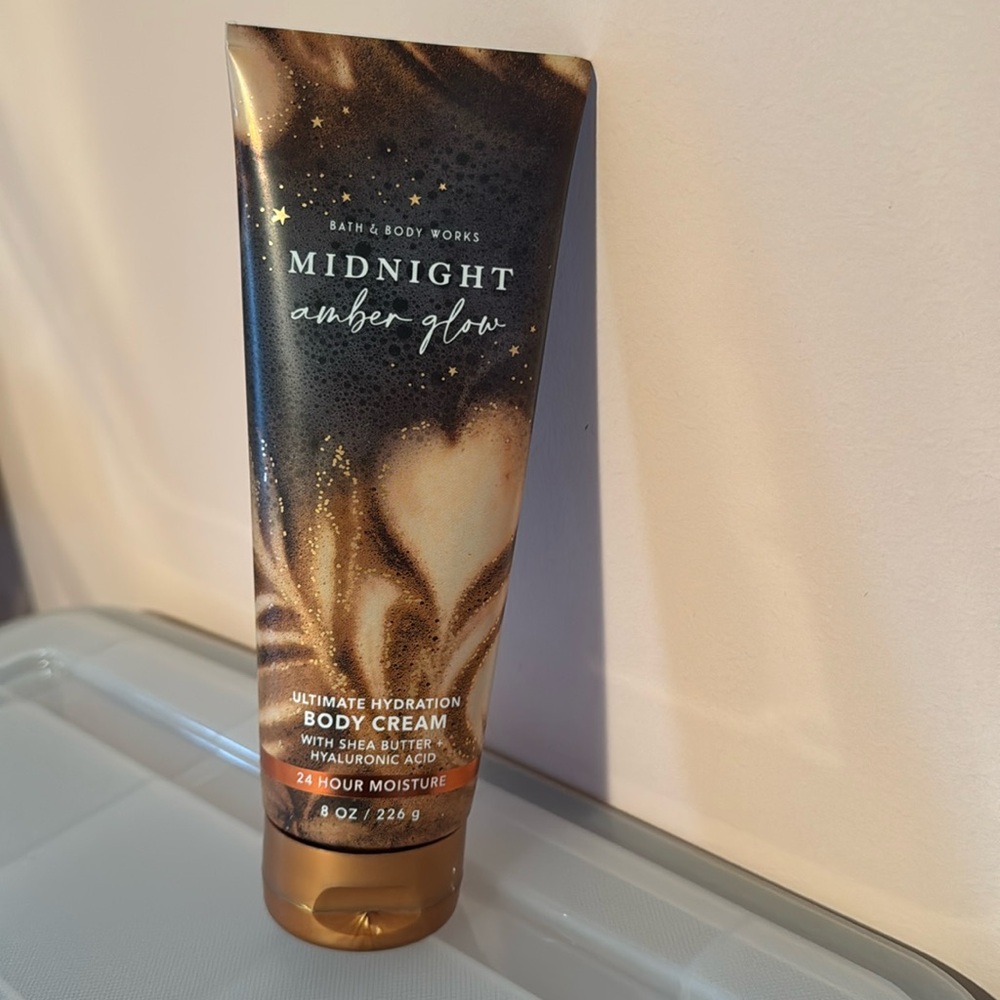 BATH & BODY WORKS
MIDNIGHT
amber glow
ULTIMATE HYDRATION
BODY CREAM
WITH SHEA BUTTER +
HYALURONIC ACID
24 HOUR MOISTURE
8 OZ / 226 g